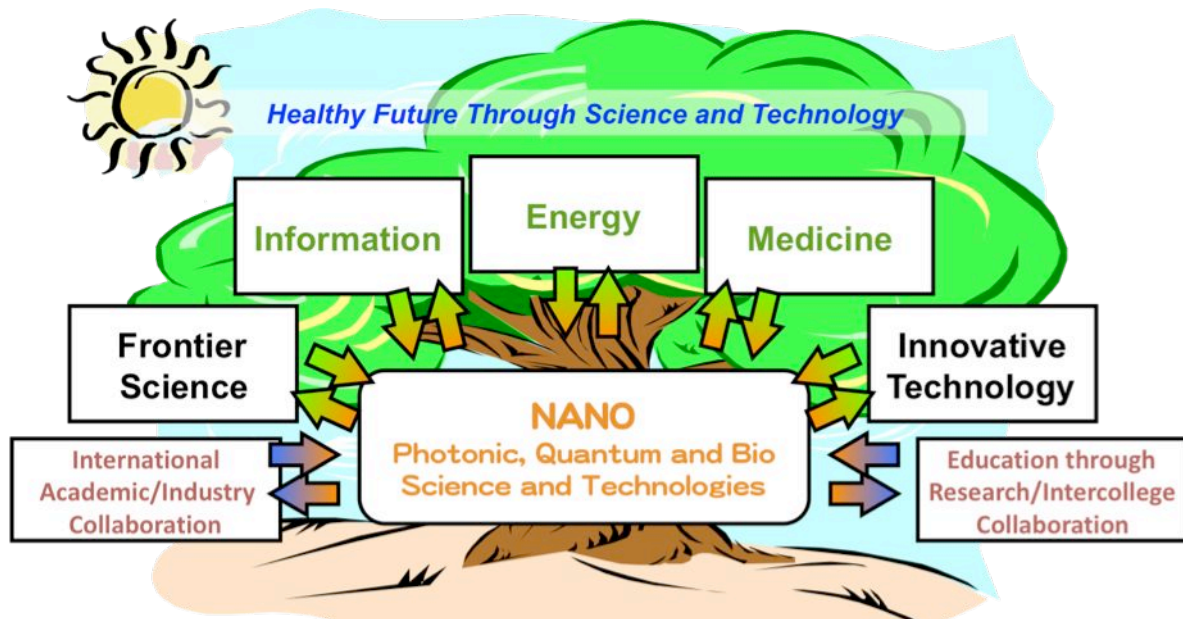 Healthy Future Through Science and Technology
Energy
Information
Medicine
Frontier
Science
Innovative
Technology
NANO
Photonic, Quantum and Bio
Science and Technologies
International
Academic/Industry
Collaboration
Education through
Research/Intercollege
Collaboration